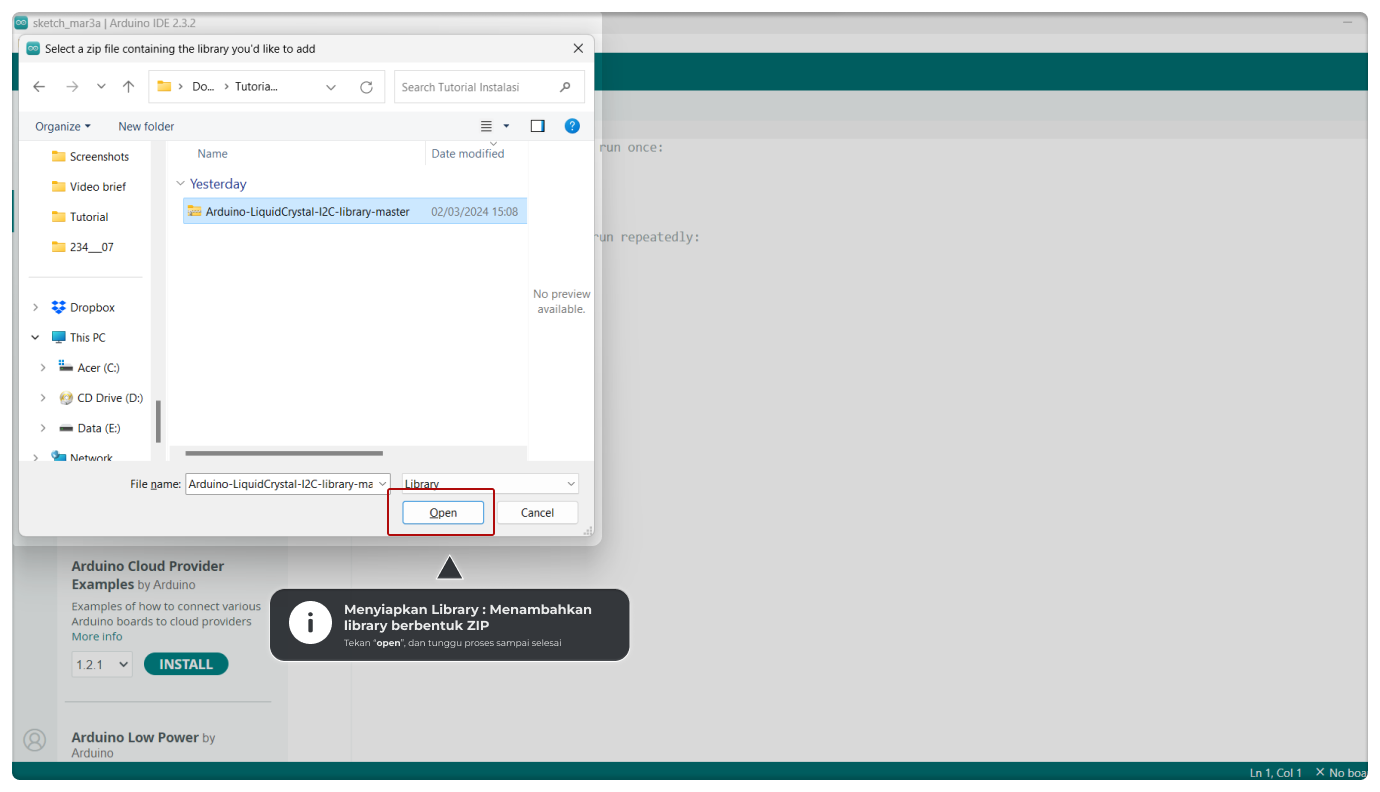 sketch_mar3a | Arduino IDE 2.3.2
Select a zip file containing the library you'd like to add
Do... Tutoria...
Search Tutorial Instalasi
Organize
New folder
Screenshots
Video brief
Tutorial
234__07
Dropbox
This PC
Acer (C:)
CD Drive (D:)
Data (E:)
Network
Name
Date modified
Yesterday
Arduino-LiquidCrystal-I2C-library-master
02/03/2024 15:08
No preview
available.
File name:
Arduino-LiquidCrystal-I2C-library-ma
Library
Open
Cancel
run once:
run repeatedly:
Arduino Cloud Provider
Examples by Arduino
Examples of how to connect various
Arduino boards to cloud providers
More info
1.2.1
INSTALL
Arduino Low Power by
Arduino
Menyiapkan Library : Menambahkan
library berbentuk ZIP
Tekan "open", dan tunggu proses sampai selesai
Ln 1, Col 1
No boa